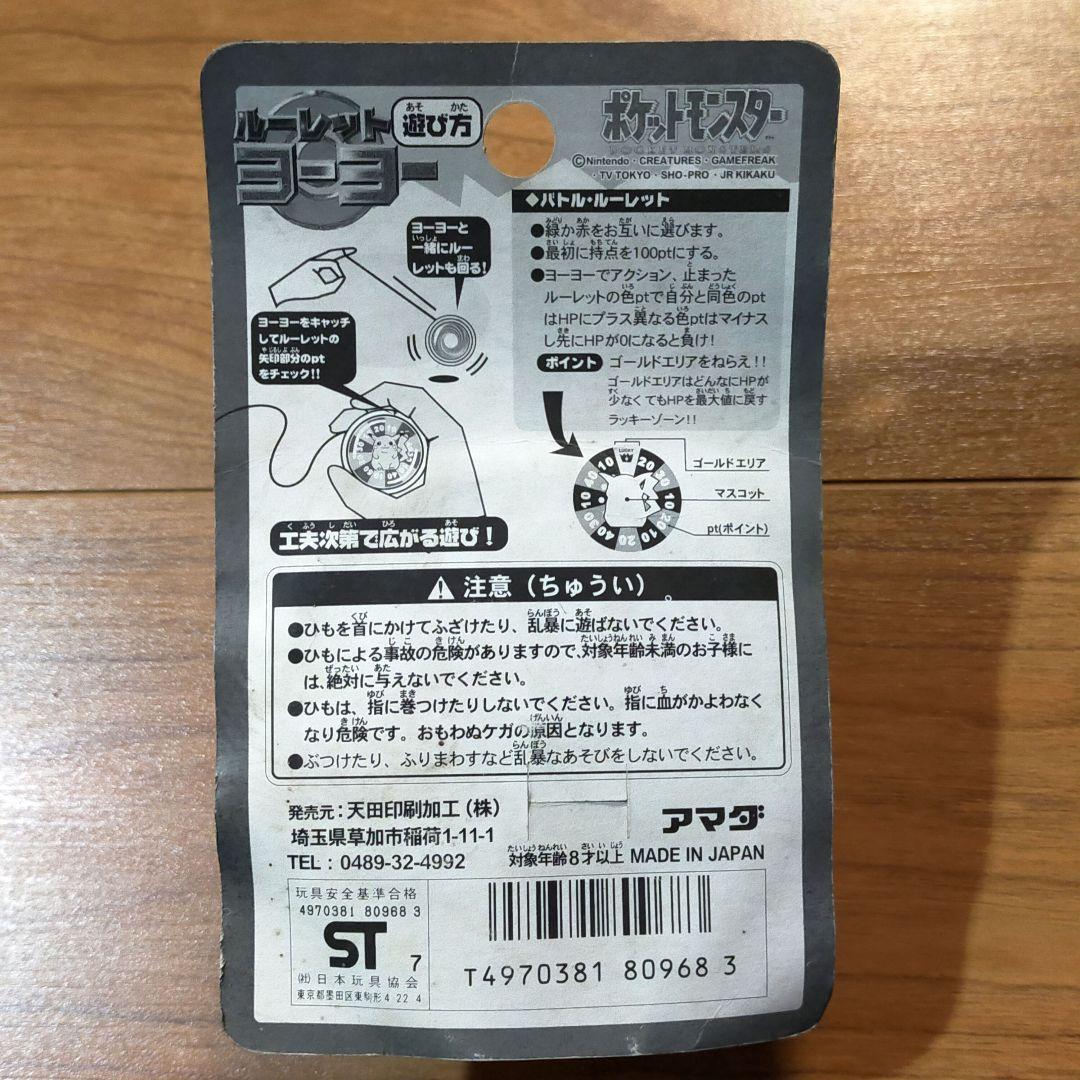 ルーレット
ヨーヨー
遊び方
ポケットモンスター
POCKET MONSTERS
©Nintendo・CREATURES・GAMEFREAK
・TV TOKYO・SHO-PRO・JR KIKAKU
ヨーヨーと
一緒にルー
レットも回る!
ヨーヨーをキャッチ
してルーレットの
矢印部分のpt
をチェック!!
◆バトル・ルーレット
●緑か赤をお互いに選びます。
●最初に持点を100ptにする。
●ヨーヨーでアクション、止まった
ルーレットの色ptで自分と同色のpt
はHPにプラス異なる色ptはマイナス
し先にHPが0になると負け!
ポイント ゴールドエリアをねらえ!!
ゴールドエリアはどんなにHPが
少なくてもHPを最大値に戻す
ラッキーゾーン!!
LUCKY
ゴールドエリア
マスコット
pt(ポイント)
工夫次第で広がる遊び!
注意(ちゅうい)
●ひもを首にかけてふざけたり、乱暴に遊ばないでください。
●ひもによる事故の危険がありますので、対象年齢未満のお子様に
は、絶対に与えないでください。
●ひもは、指に巻つけたりしないでください。指に血がかよわなく
なり危険です。おもわぬケガの原因となります。
●ぶつけたり、ふりまわすなど乱暴なあそびをしないでください。
発売元:天田印刷加工(株)
埼玉県草加市稲荷1-11-1
TEL:0489-32-4992
アマダ
対象年齢8才以上 MADE IN JAPAN
玩具安全基準合格
4970381 80968 3
ST 7
(社)日本玩具協会
東京都墨田区東駒形4 22 4
T4970381 80968 3